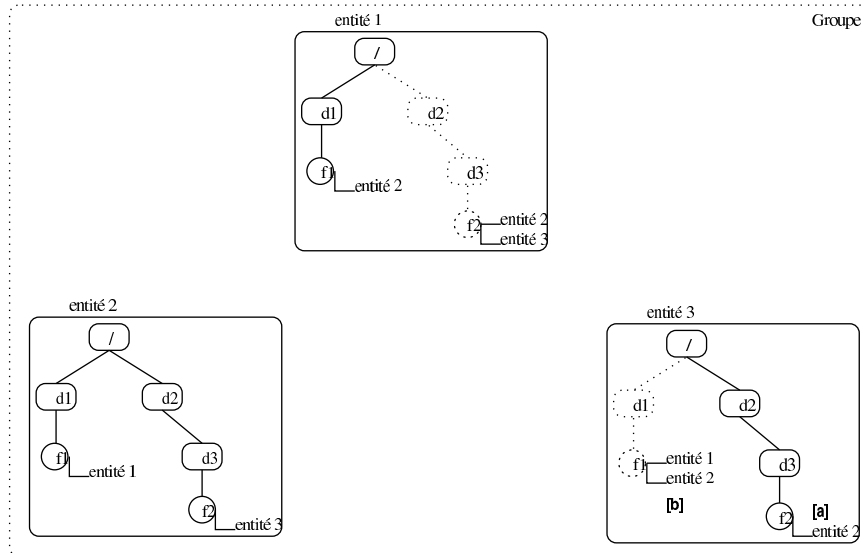 Groupe
entité 1
/
d1
d2
f1
d3
entité 2
f2
entité 2
entité 3
entité 2
/
d1
d2
f1
d3
entité 1
f2
entité 3
entité 3
/
d1
d2
f1
entité 1
entité 2
d3
[b]
f2
[a]
entité 2